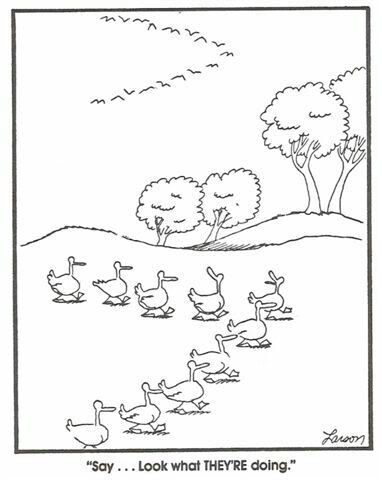 Larson
"Say . . . Look what THEY'RE doing."